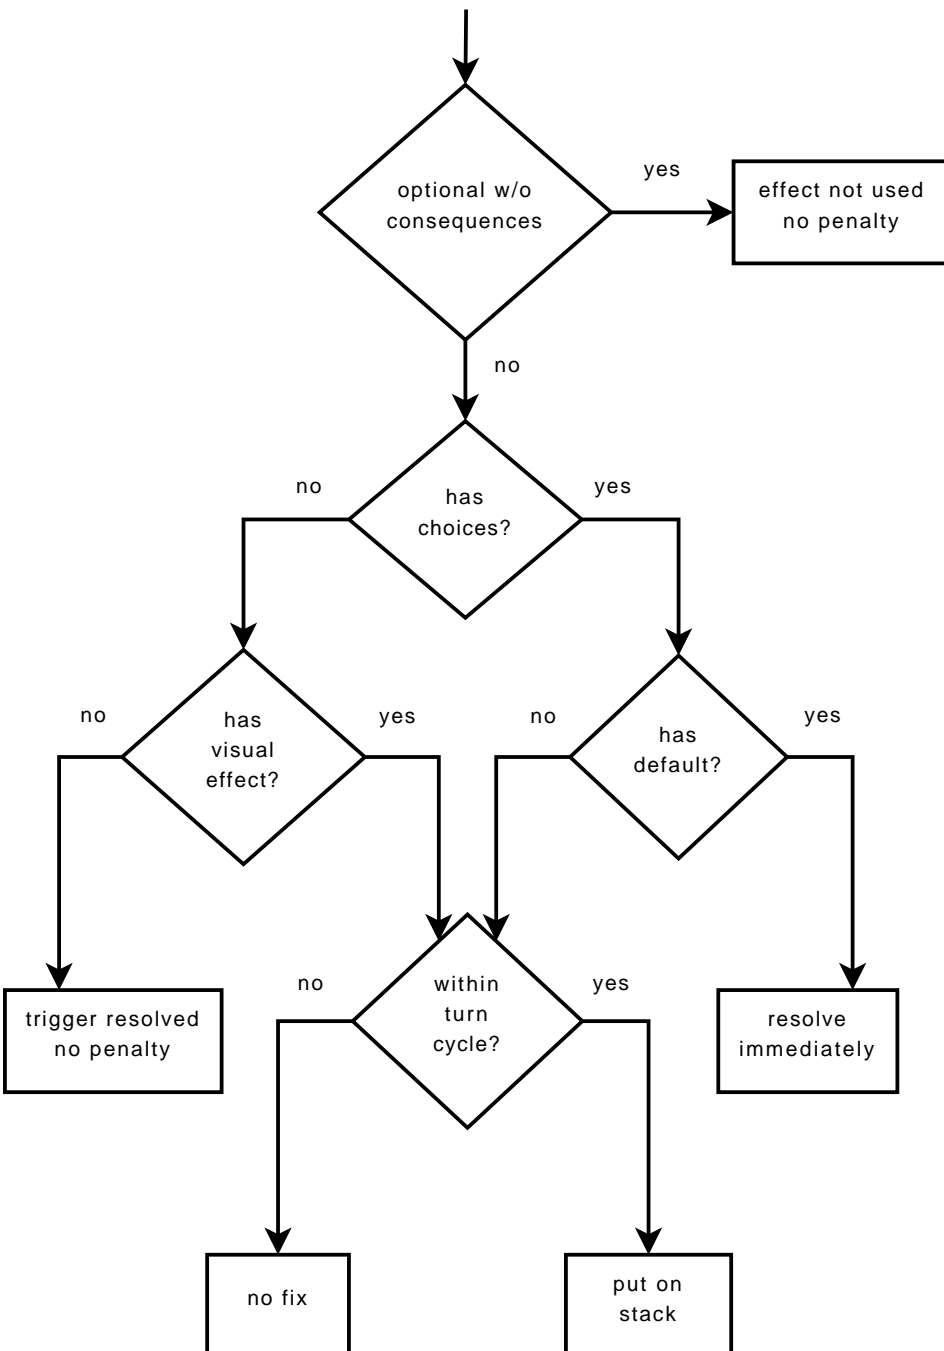 optional w/o
consequences
yes
effect not used
no penalty
no
has
choices?
no
yes
has
visual
effect?
no
yes
has
default?
no
yes
trigger resolved
no penalty
within
turn
cycle?
no
yes
resolve
immediately
no fix
put on
stack